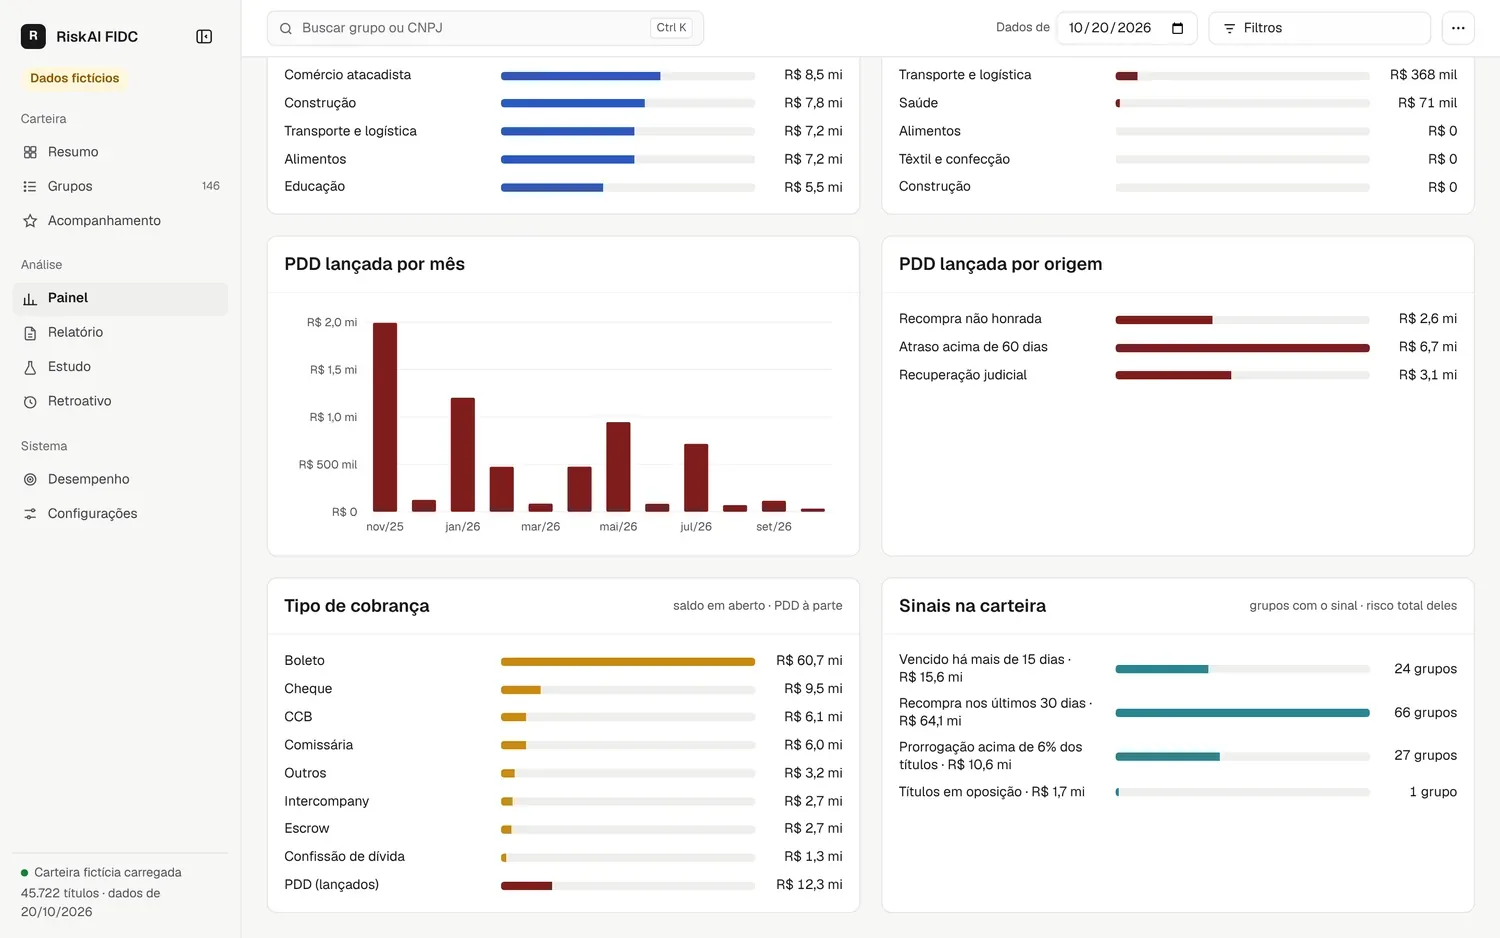 R RiskAI FIDC
Dados fictícios
Carteira
Resumo
Grupos 146
Acompanhamento
Análise
Painel
Relatório
Estudo
Retroativo
Sistema
Desempenho
Configurações
Carteira fictícia carregada
45.722 títulos · dados de
20/10/2026
Buscar grupo ou CNPJ Ctrl K
Dados de 10/20/2026
Filtros
Comércio atacadista R$ 8,5 mi
Construção R$ 7,8 mi
Transporte e logística R$ 7,2 mi
Alimentos R$ 7,2 mi
Educação R$ 5,5 mi
Transporte e logística R$ 368 mil
Saúde R$ 71 mil
Alimentos R$ 0
Têxtil e confecção R$ 0
Construção R$ 0
PDD lançada por mês
R$ 2,0 mi
R$ 1,5 mi
R$ 1,0 mi
R$ 500 mil
R$ 0
nov/25 jan/26 mar/26 mai/26 jul/26 set/26
PDD lançada por origem
Recompra não honrada R$ 2,6 mi
Atraso acima de 60 dias R$ 6,7 mi
Recuperação judicial R$ 3,1 mi
Tipo de cobrança saldo em aberto · PDD à parte
Boleto R$ 60,7 mi
Cheque R$ 9,5 mi
CCB R$ 6,1 mi
Comissária R$ 6,0 mi
Outros R$ 3,2 mi
Intercompany R$ 2,7 mi
Escrow R$ 2,7 mi
Confissão de dívida R$ 1,3 mi
PDD (lançados) R$ 12,3 mi
Sinais na carteira grupos com o sinal · risco total deles
Vencido há mais de 15 dias ·
R$ 15,6 mi 24 grupos
Recompra nos últimos 30 dias ·
R$ 64,1 mi 66 grupos
Prorrogação acima de 6% dos
títulos · R$ 10,6 mi 27 grupos
Títulos em oposição · R$ 1,7 mi 1 grupo